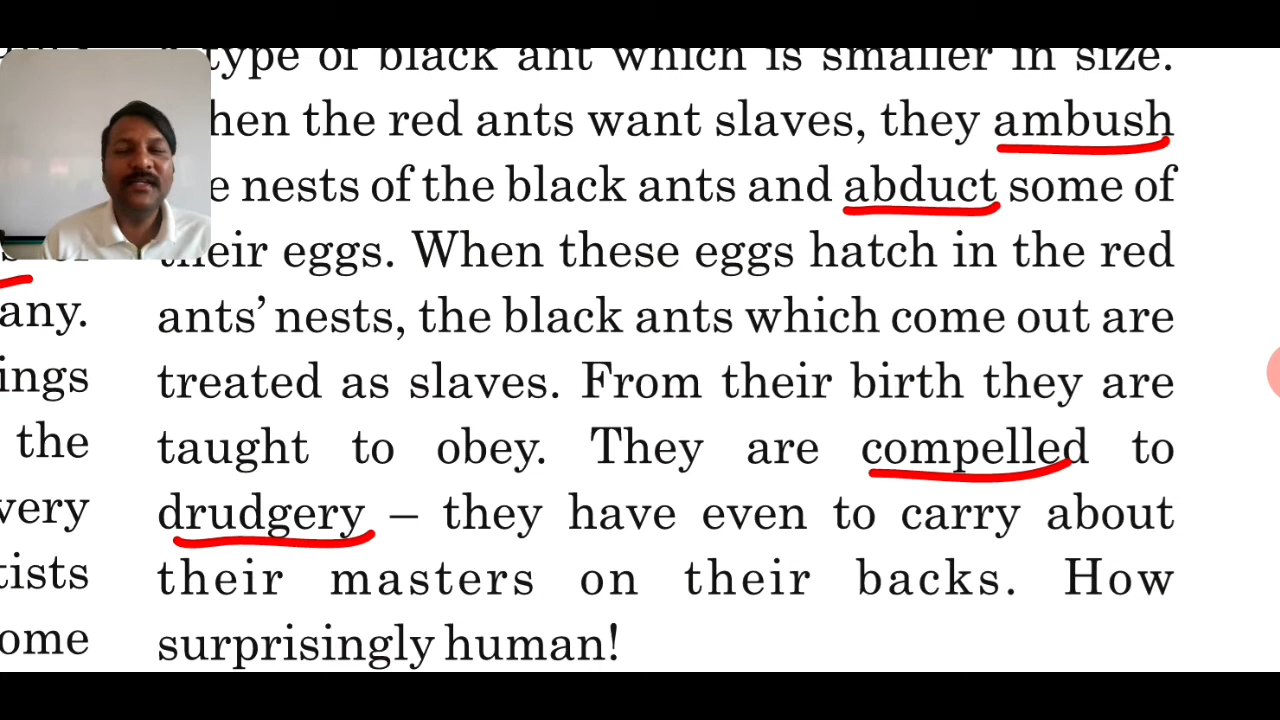 type of black ant which is smaller in size.
hen the red ants want slaves, they ambush
e nests of the black ants and abduct some of
their eggs. When these eggs hatch in the red
any.
ants' nests, the black ants which come out are
ings
treated as slaves. From their birth they are
the
taught to obey. They are compelled to
very
drudgery – they have even to carry about
tists
their masters on their backs. How
ome
surprisingly human!